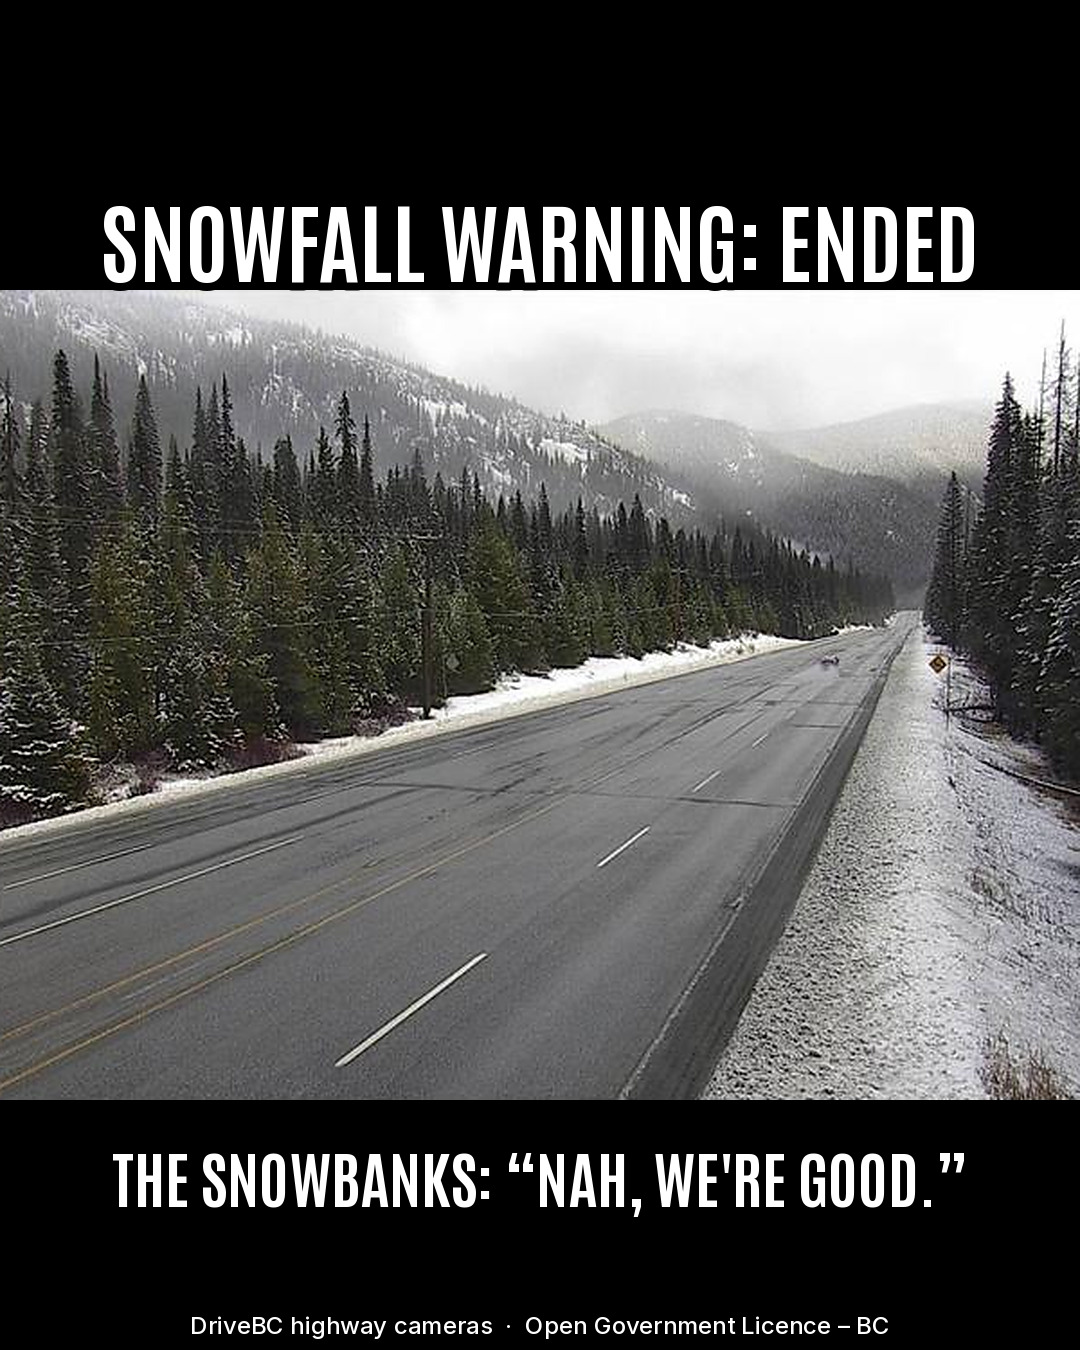 SNOWFALL WARNING: ENDED
THE SNOWBANKS: “NAH, WE'RE GOOD.”
DriveBC highway cameras · Open Government Licence – BC